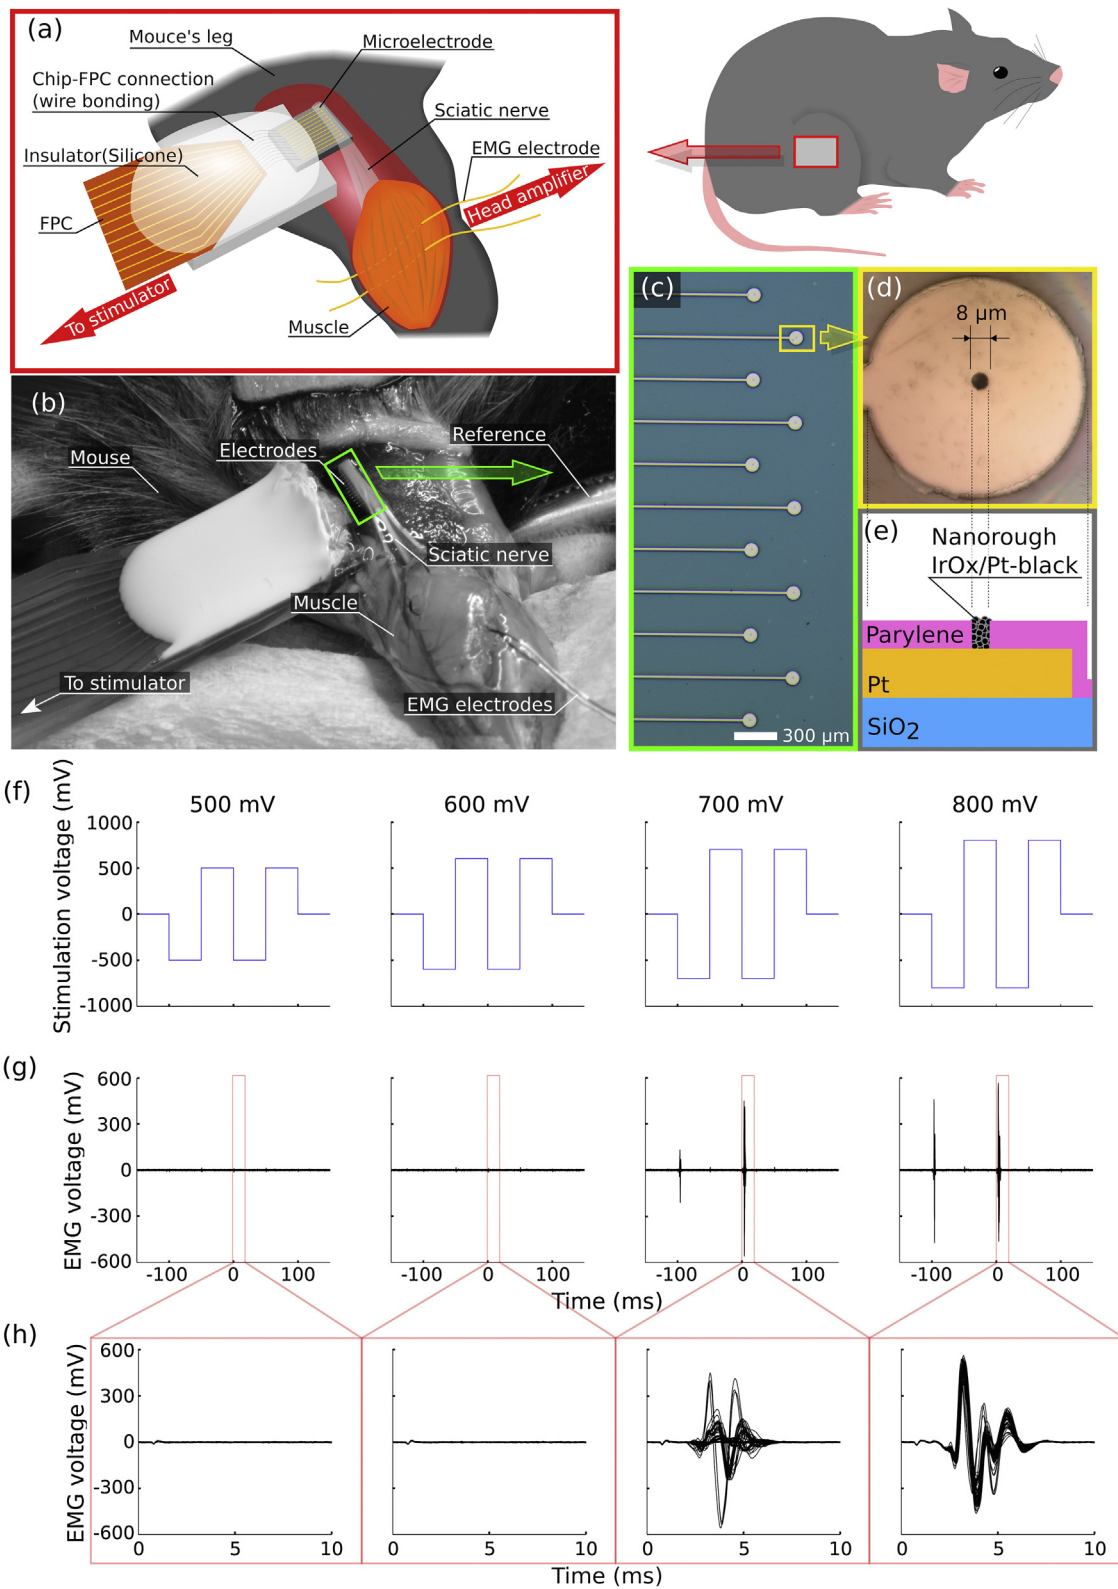 (a)
Mouce's leg
Microelectrode
Chip-FPC connection
(wire bonding)
Sciatic nerve
Insulator(Silicone)
EMG electrode
Head amplifier
FPC
To stimulator
Muscle
(b)
Mouse
Electrodes
Reference
Sciatic nerve
Muscle
To stimulator
EMG electrodes
(c)
300 µm
(d)
8 µm
(e)
Nanorough
IrOx/Pt-black
Parylene
Pt
SiO2
(f)
Stimulation voltage (mV)
500 mV 600 mV 700 mV 800 mV
1000
500
0
-500
-1000
(g)
EMG voltage (mV)
600
300
0
-300
-600
-100 0 100 -100 0 100 -100 0 100 -100 0 100
Time (ms)
(h)
EMG voltage (mV)
600
300
0
-300
-600
0 5 10 0 5 10 0 5 10 0 5 10
Time (ms)